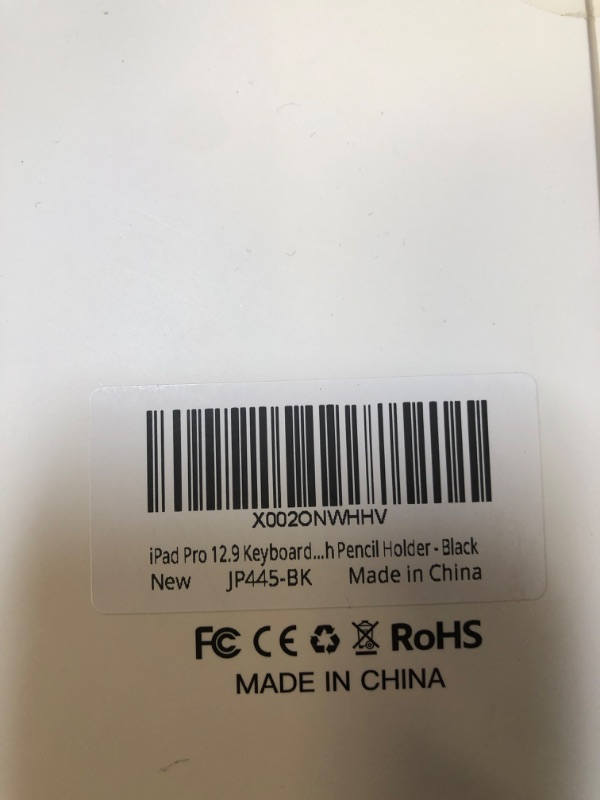 X002ONWHHV
iPad Pro 12.9 Keyboard...h Pencil Holder - Black
New JP445-BK Made in China
FC CE RoHS
MADE IN CHINA